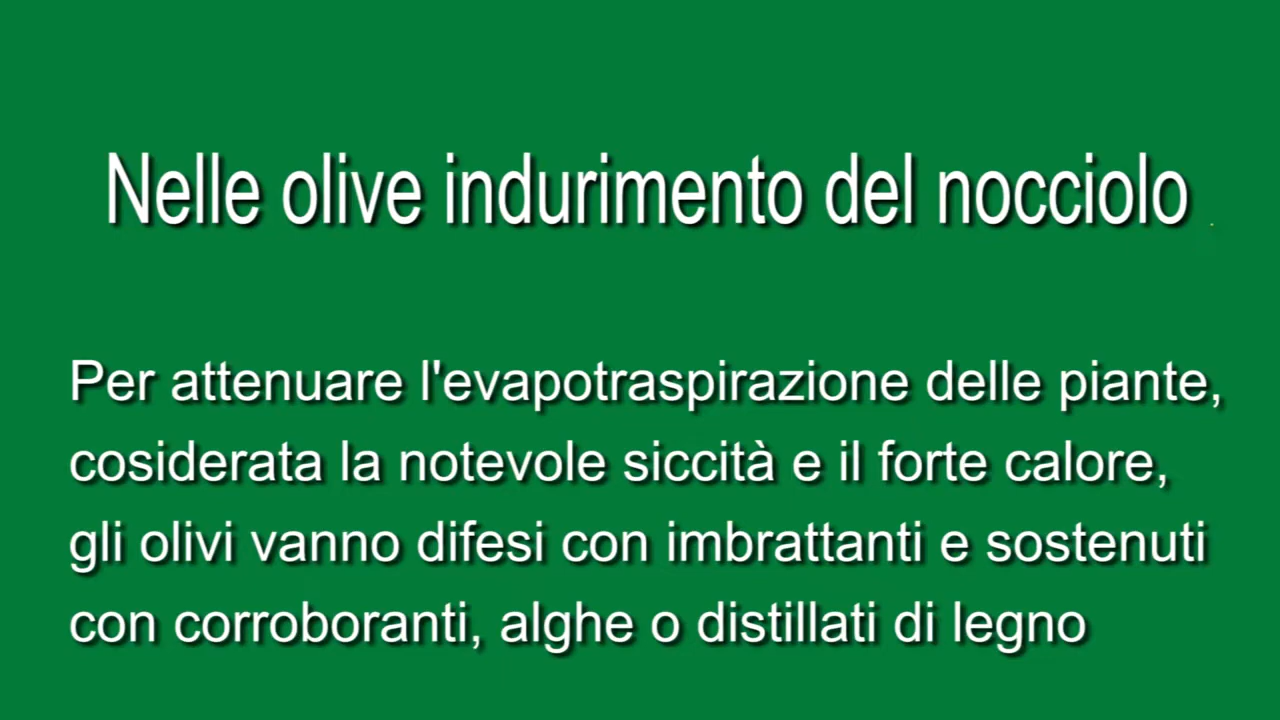 Nelle olive indurimento del nocciolo
Per attenuare l'evapotraspirazione delle piante,
cosiderata la notevole siccità e il forte calore,
gli olivi vanno difesi con imbrattanti e sostenuti
con corroboranti, alghe o distillati di legno